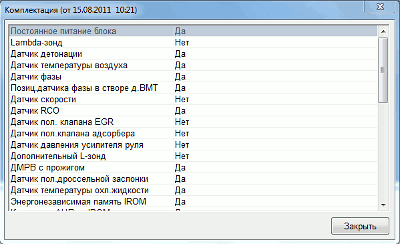 Комплектация (от 15.08.2011 10:21)
Постоянное питание блока Да
Lambda-зонд Нет
Датчик детонации Да
Датчик температуры воздуха Да
Датчик фазы Да
Позиц.датчика фазы в створе д.ВМТ Да
Датчик скорости Нет
Датчик RCO Нет
Датчик пол. клапана EGR Нет
Датчик пол.клапана адсорбера Нет
Датчик давления усилителя руля Нет
Дополнительный L-зонд Нет
ДМРВ с прожигом Да
Датчик пол.дроссельной заслонки Да
Датчик температуры охл.жидкости Да
Энергонезависимая память IROM Да
Закрыть